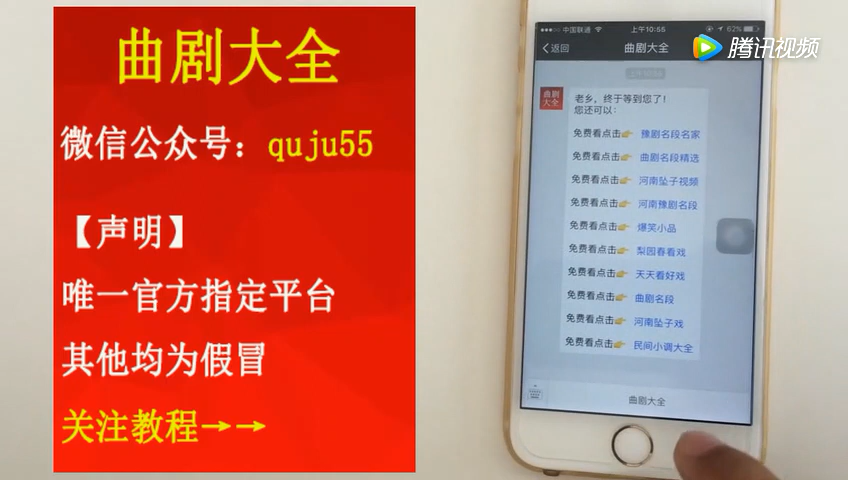 曲剧大全
微信公众号：quju55
【声明】
唯一官方指定平台
其他均为假冒
关注教程→→
中国联通
上午10:55
62%
返回
曲剧大全
腾讯视频
曲剧
大全
老乡，终于等到您了！
您还可以：
免费看点击👉 豫剧名段名家
免费看点击👉 曲剧名段精选
免费看点击👉 河南坠子视频
免费看点击👉 河南豫剧名段
免费看点击👉 爆笑小品
免费看点击👉 梨园春看戏
免费看点击👉 天天看好戏
免费看点击👉 曲剧名段
免费看点击👉 河南坠子戏
免费看点击👉 民间小调大全
曲剧大全